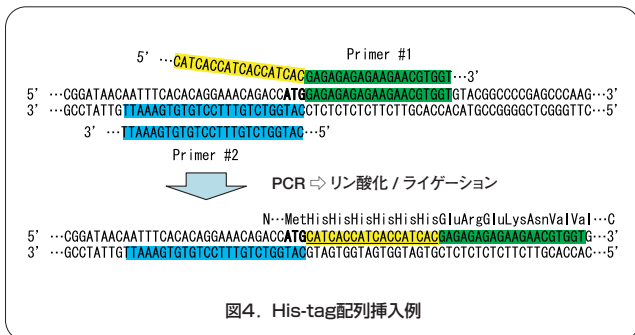 5' …CATCACCATCACCATCACGAGAGAGAGAAGAACGTGGT…3'
Primer #1
5' …CGGATAACAATTTCACACAGGAAACAGACCATGGAGAGAGAGAAGAACGTGGTGTACGGCCCCGAGCCCAAG…3'
3' …GCCTATTGTTAAAGTGTGTCCTTTGTCTGGTACCTCTCTCTCTTCTTGCACCACATGCCGGGGCTCGGGTTC…5'
3' …TTAAAGTGTGTCCTTTGTCTGGTAC…5'
Primer #2
PCR ⇨ リン酸化 / ライゲーション
N…MetHisHisHisHisHisHisGluArgGluLysAsnValVal…C
5' …CGGATAACAATTTCACACAGGAAACAGACCATGCATCACCATCACCATCACGAGAGAGAGAAGAACGTGGTG…3'
3' …GCCTATTGTTAAAGTGTGTCCTTTGTCTGGTACGTAGTGGTAGTGGTAGTGCTCTCTCTCTTCTTGCACCAC…5'
図4. His-tag配列挿入例